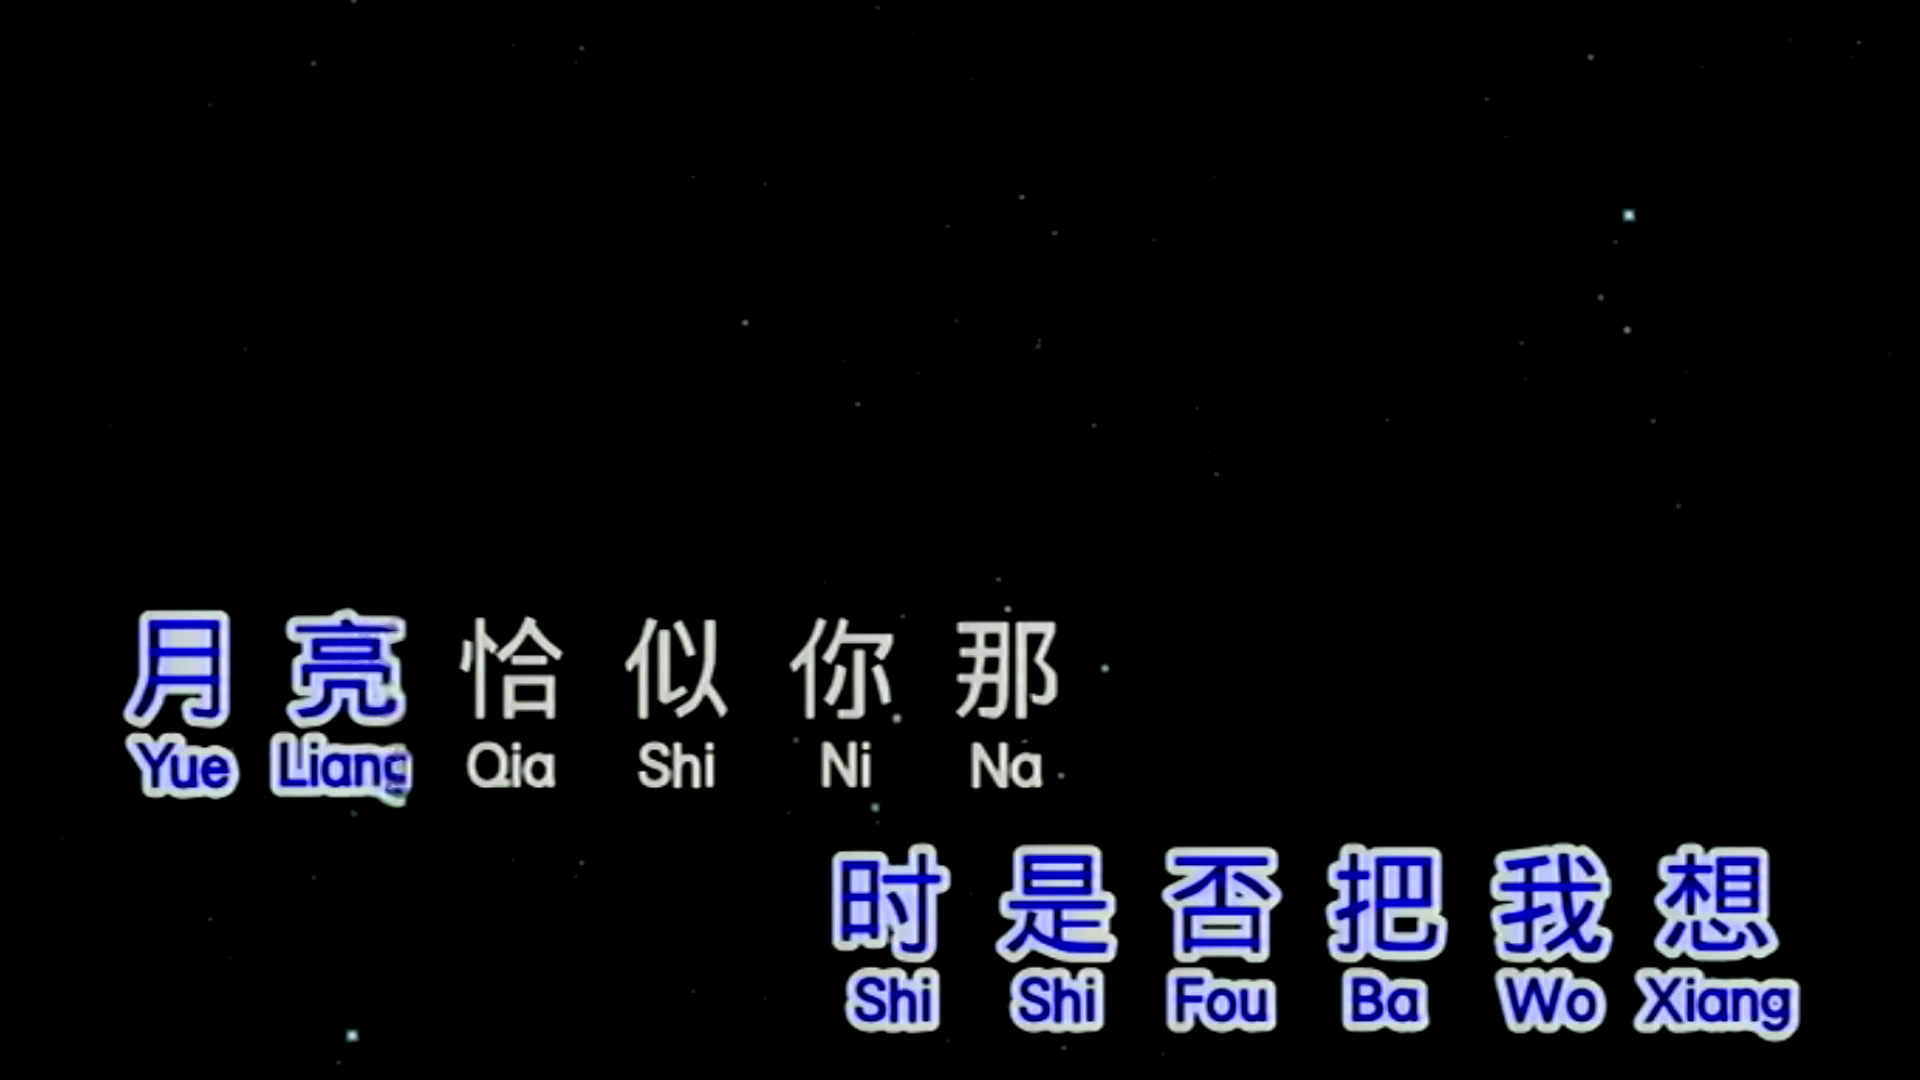 月 亮 恰 似 你 那
Yue Liang Qia Shi Ni Na
时 是 否 把 我 想
Shi Shi Fou Ba Wo Xiang